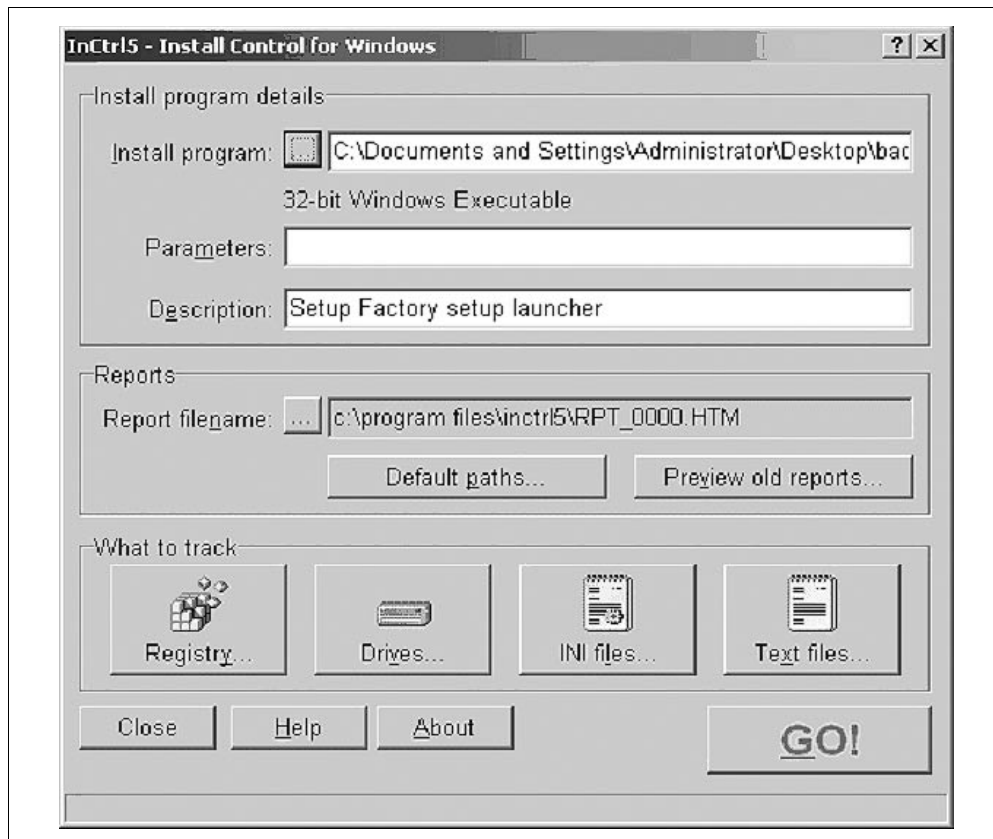 InCtrl5 - Install Control for Windows
? ×
Install program details
Install program: ... C:\Documents and Settings\Administrator\Desktop\bac
32-bit Windows Executable
Parameters:
Description: Setup Factory setup launcher
Reports
Report filename: ... c:\program files\inctrl5\RPT_0000.HTM
Default paths... Preview old reports...
What to track
Registry... Drives... INI files... Text files...
Close Help About GO!